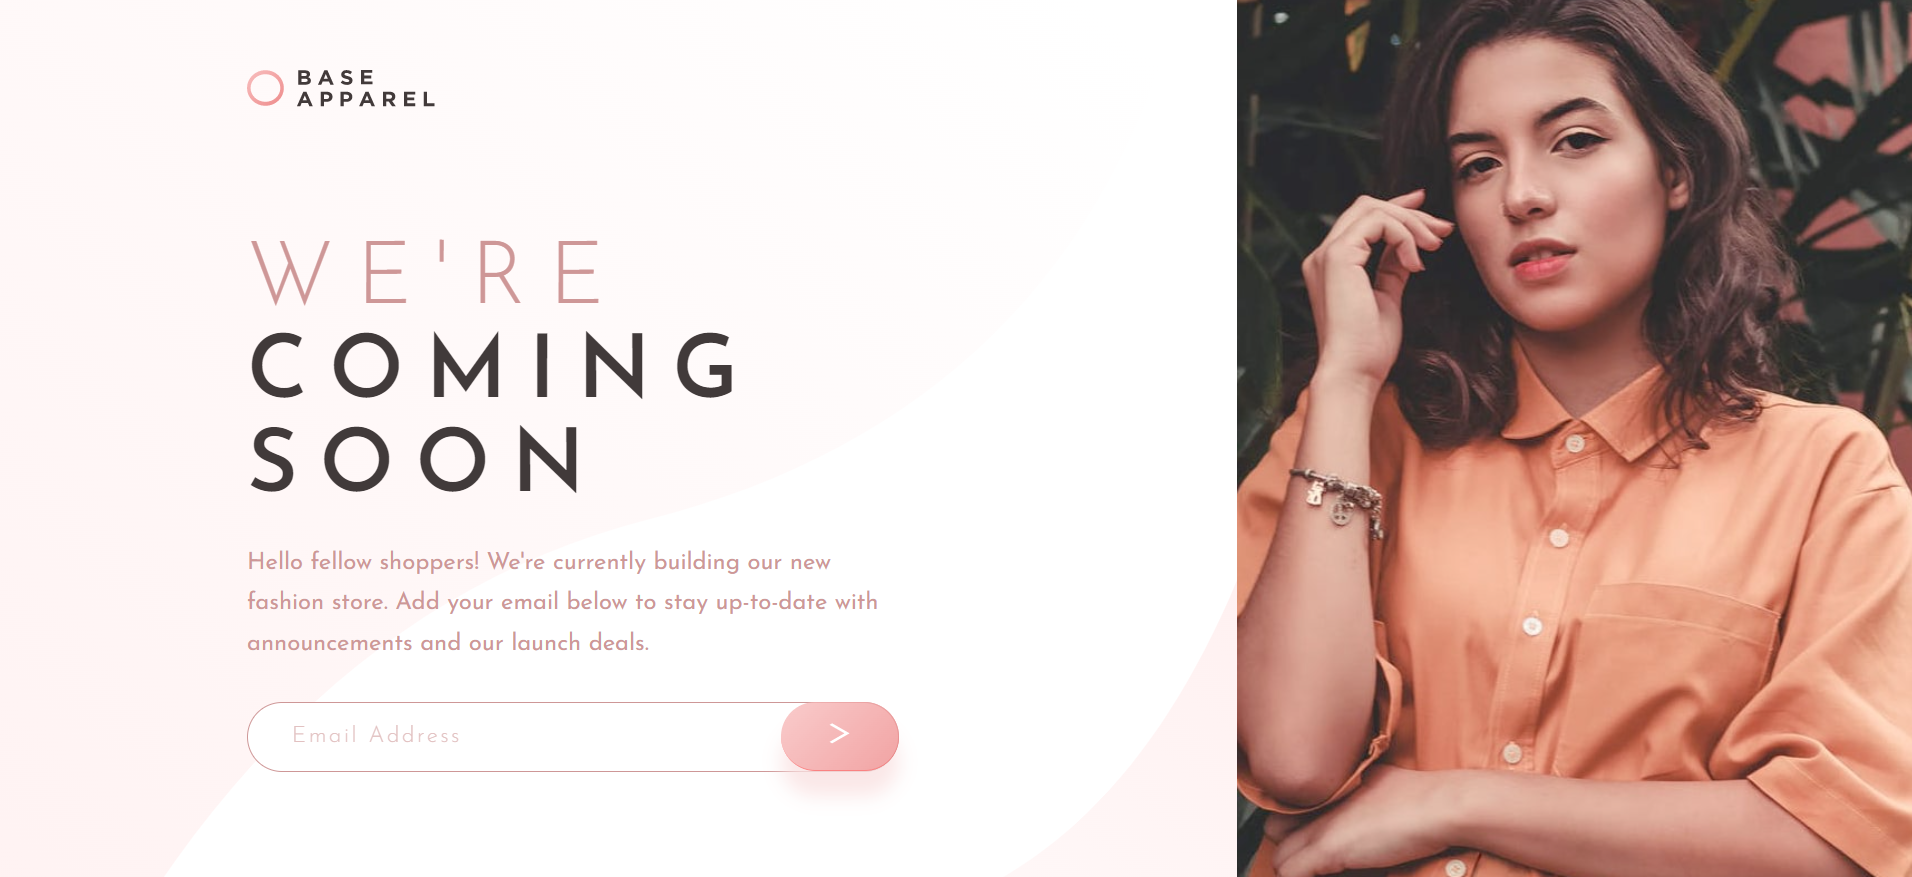 BASE
APPAREL
WE'RE
COMING
SOON
Hello fellow shoppers! We're currently building our new
fashion store. Add your email below to stay up-to-date with
announcements and our launch deals.
Email Address
>